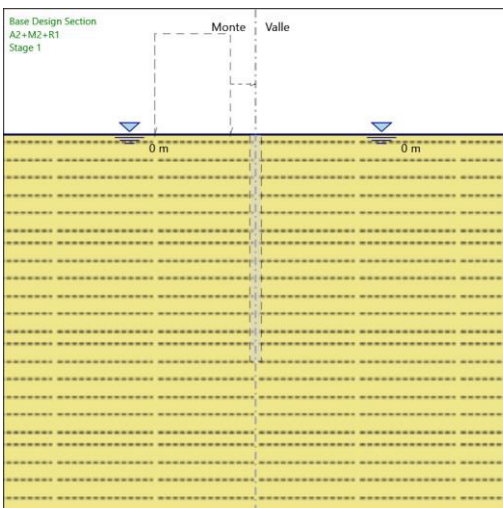 Base Design Section
A2+M2+R1
Stage 1
Monte Valle
0 m 0 m